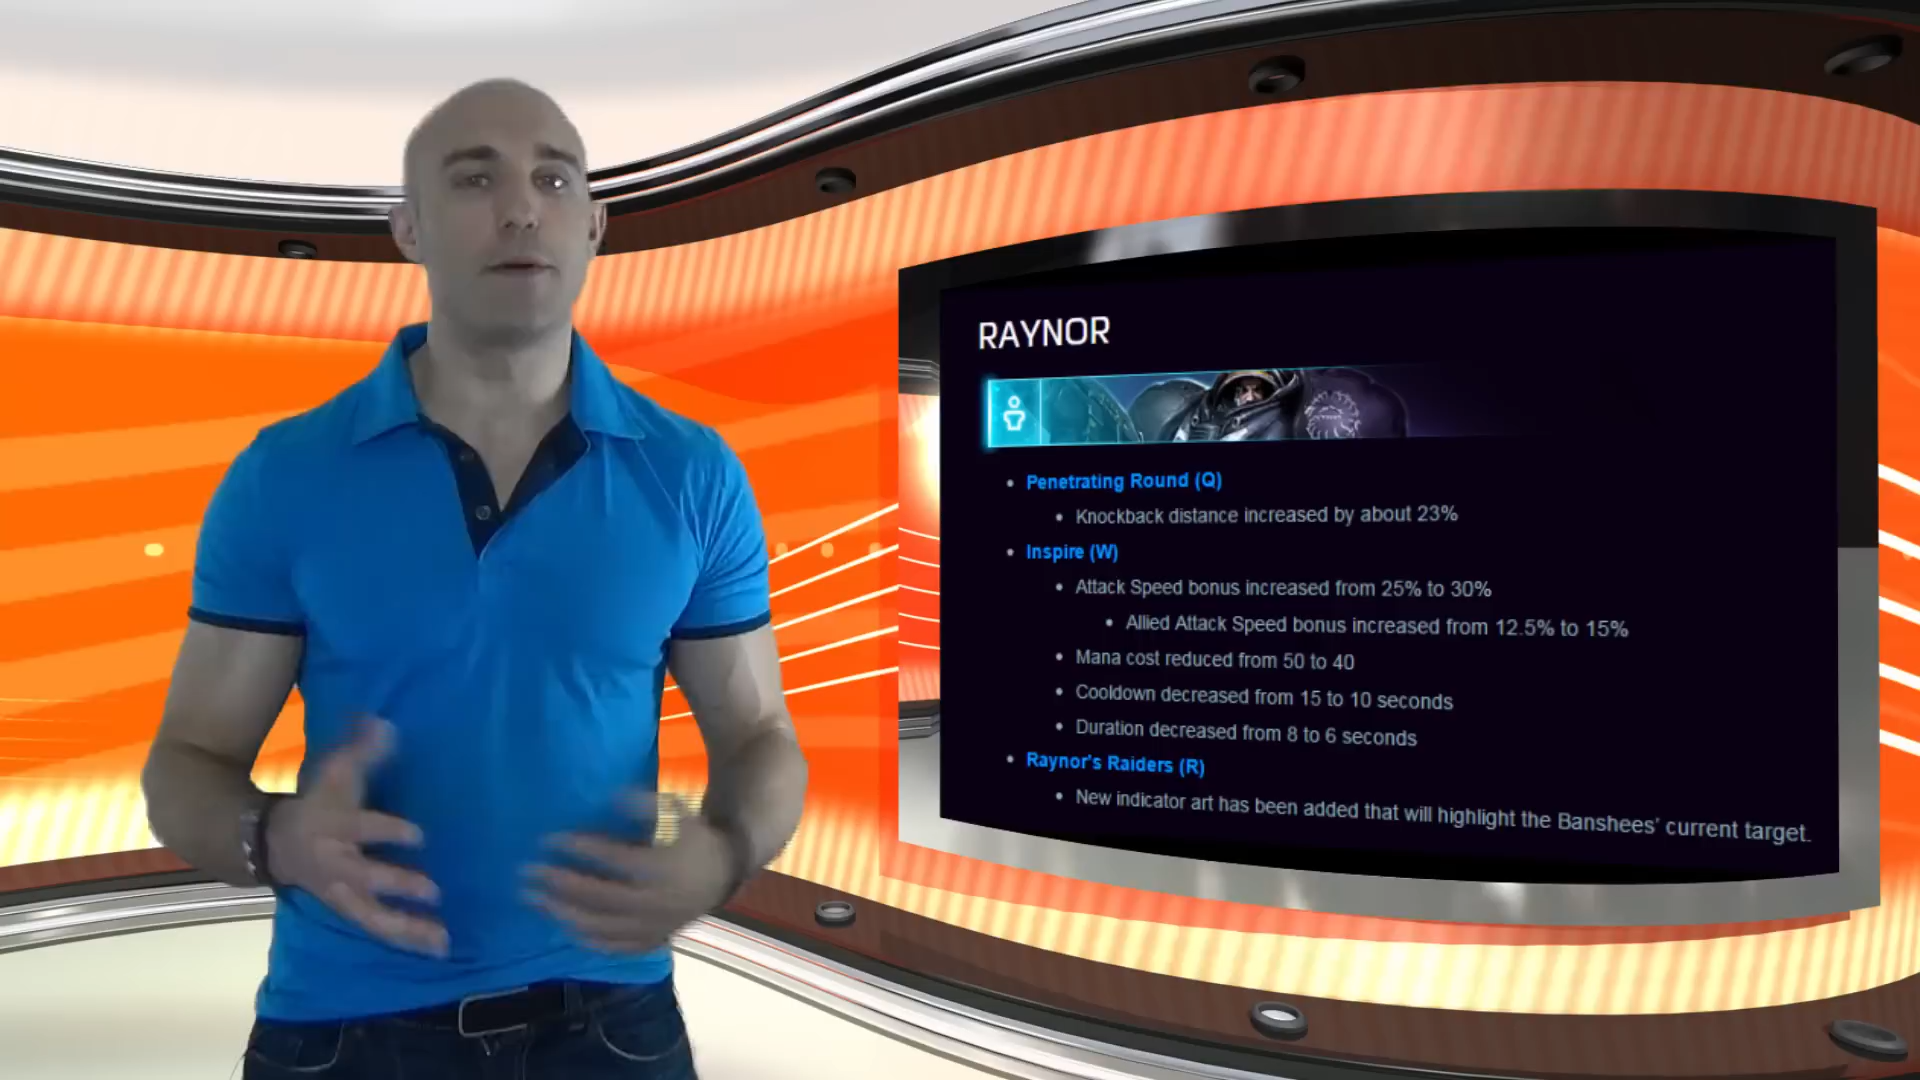 RAYNOR
Penetrating Round (Q)
Knockback distance increased by about 23%
Inspire (W)
Attack Speed bonus increased from 25% to 30%
Allied Attack Speed bonus increased from 12.5% to 15%
Mana cost reduced from 50 to 40
Cooldown decreased from 15 to 10 seconds
Duration decreased from 8 to 6 seconds
Raynor's Raiders (R)
New indicator art has been added that will highlight the Banshees’ current target.